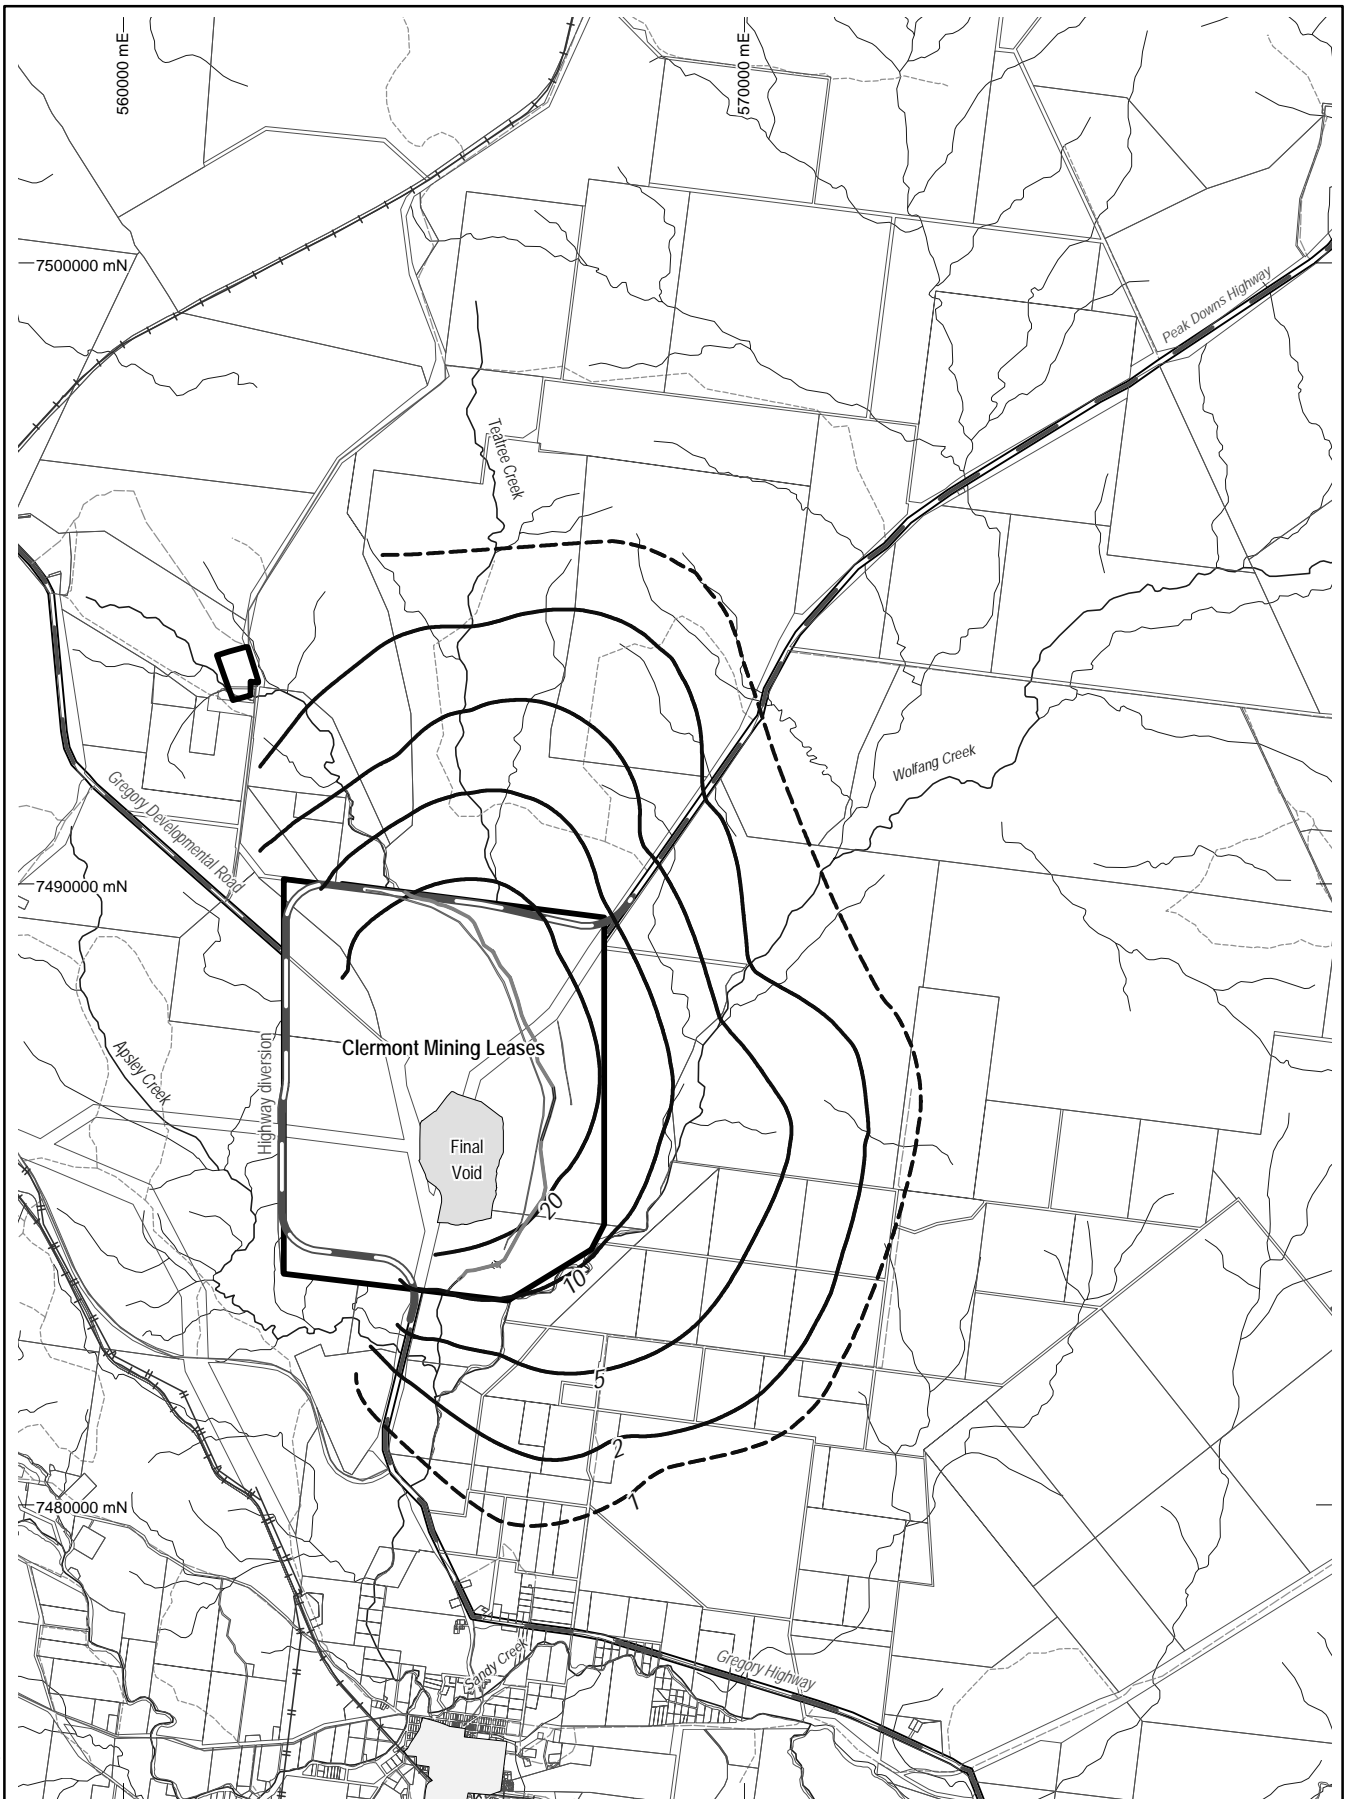 560000 mE
570000 mE
7500000 mN
Peak Downs Highway
Teatree Creek
Wolfang Creek
Gregory Developmental Road
7490000 mN
Clermont Mining Leases
Highway diversion
Apsley Creek
Final
Void
20
10
5
2
1
7480000 mN
Sandy Creek
Gregory Highway